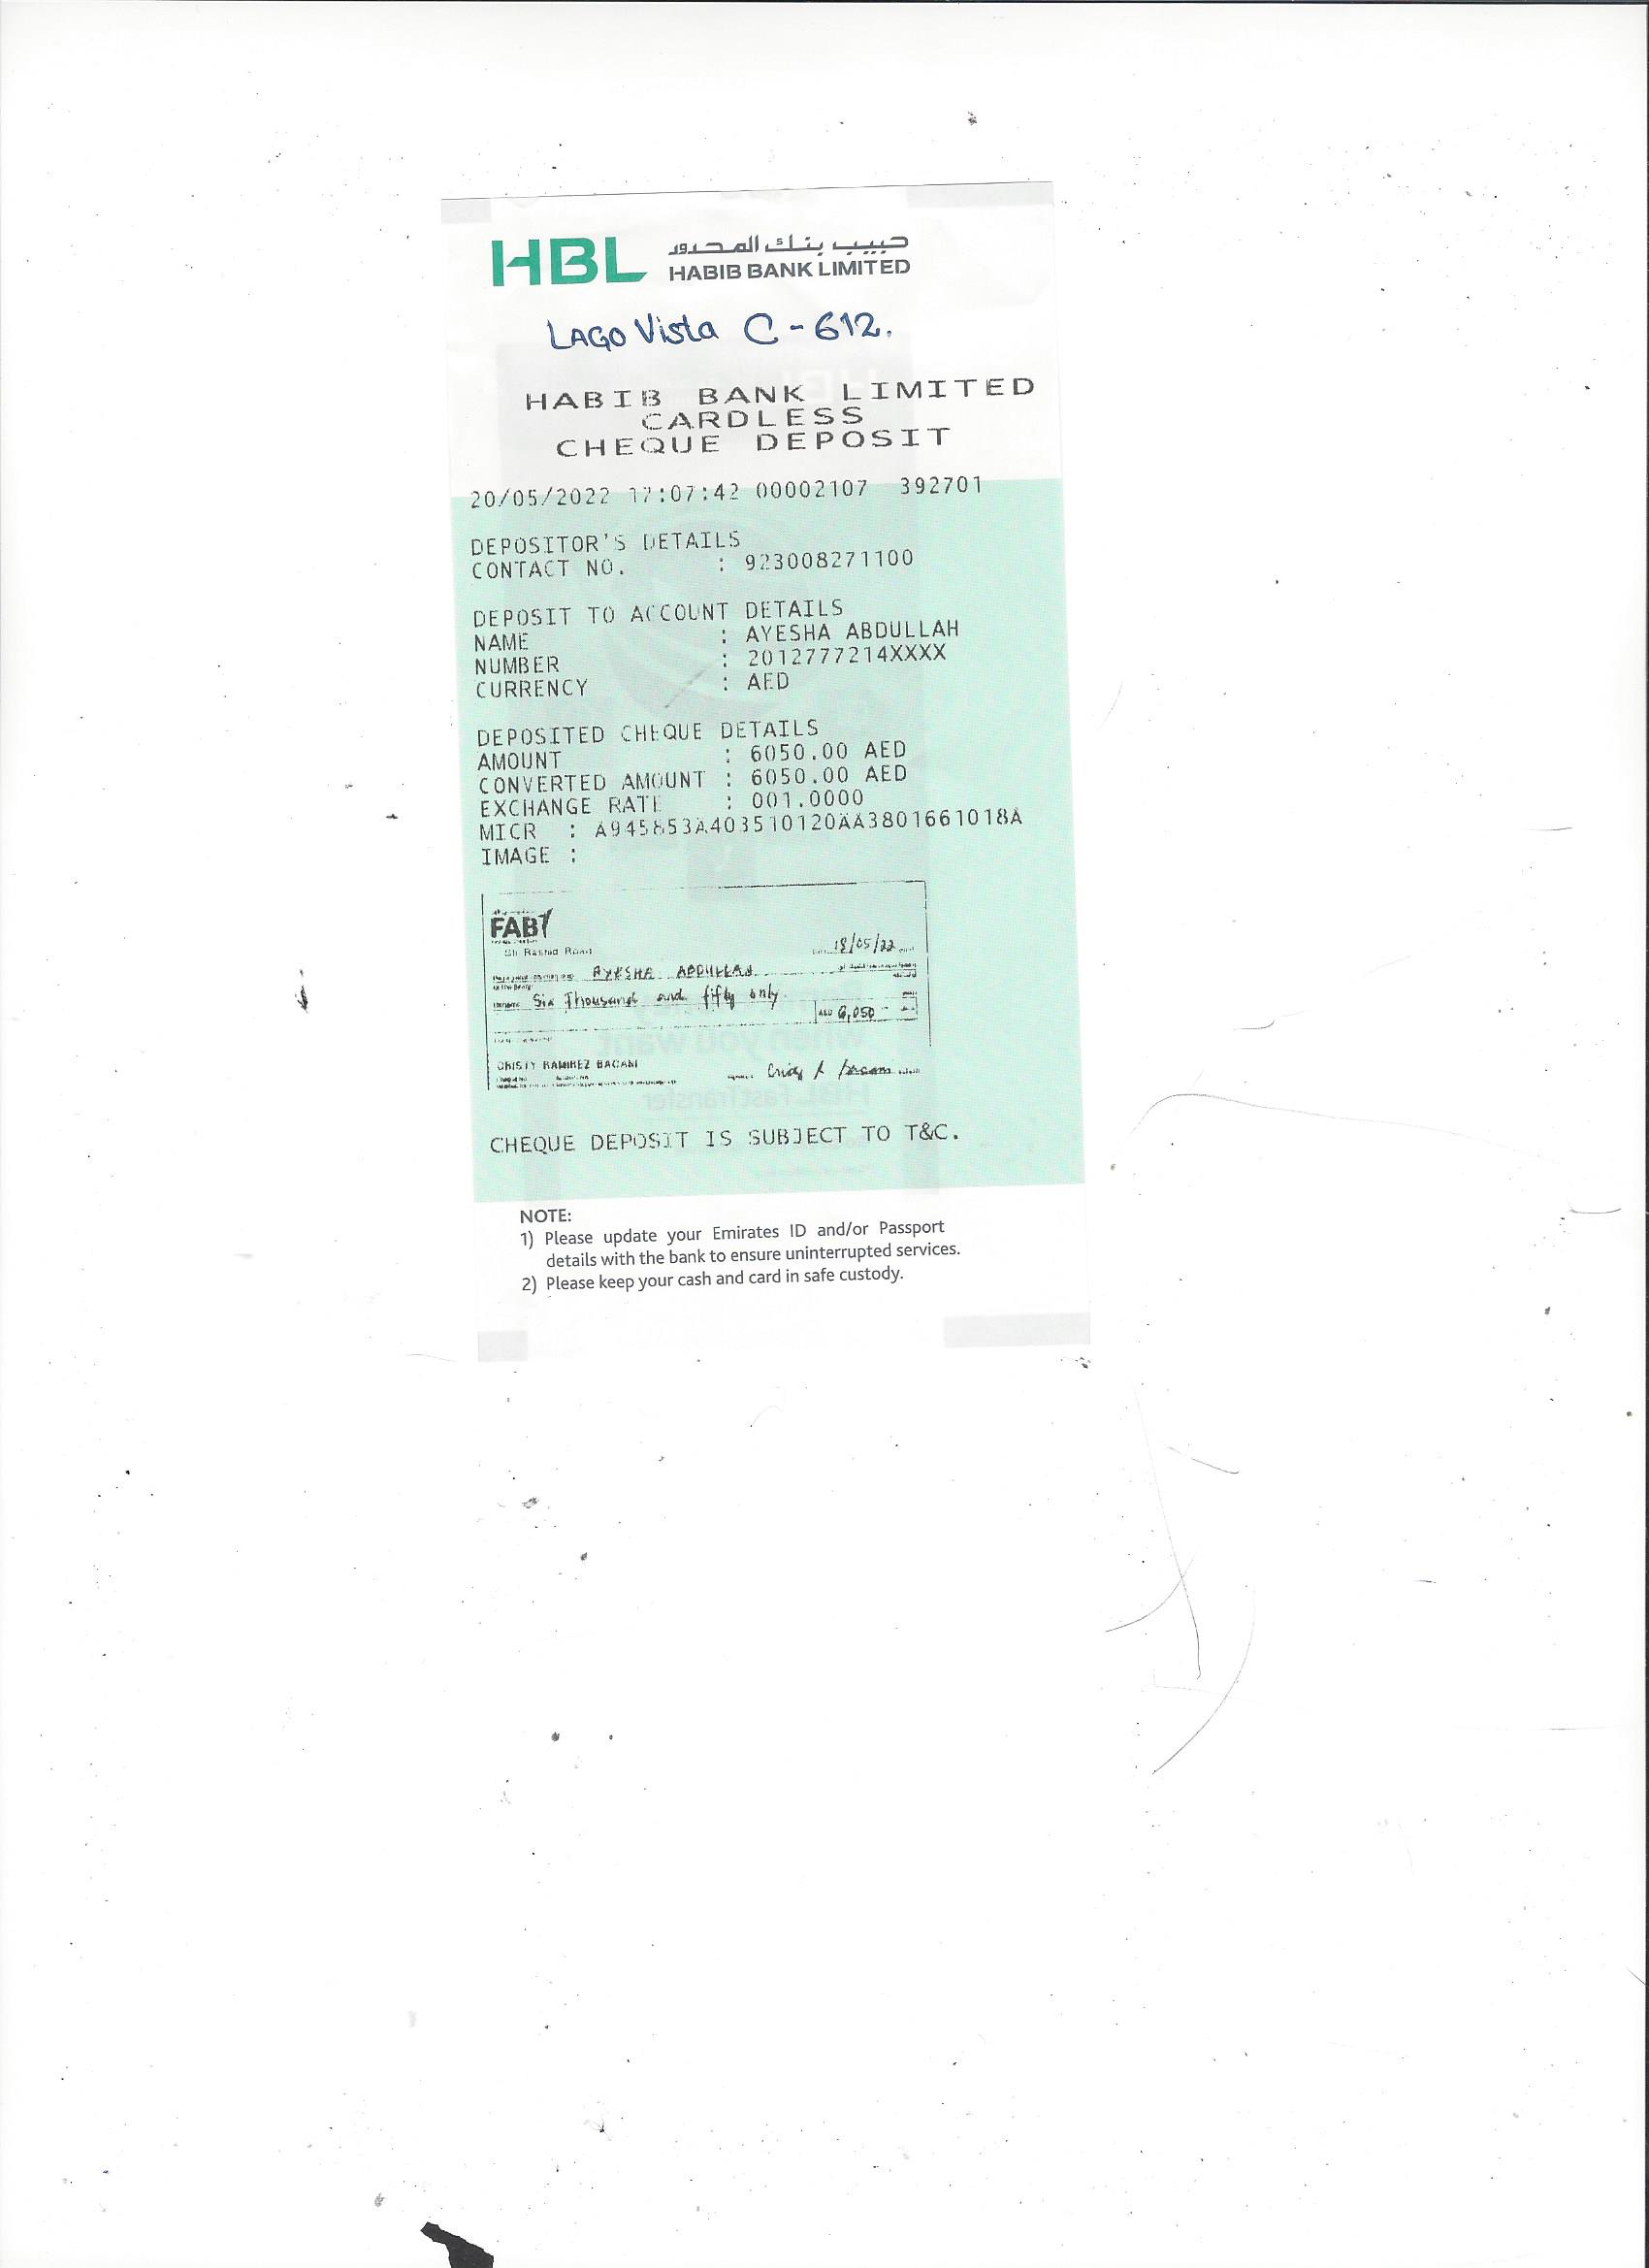 HBL حبيب بنك المحدود
HABIB BANK LIMITED
LAGO Vista C-612.
HABIB BANK LIMITED
CARDLESS
CHEQUE DEPOSIT
20/05/2022 17:07:42 00002107 392701
DEPOSITOR'S DETAILS
CONTACT NO. : 923008271100
DEPOSIT TO ACCOUNT DETAILS
NAME : AYESHA ABDULLAH
NUMBER : 2012777214XXXX
CURRENCY : AED
DEPOSITED CHEQUE DETAILS
AMOUNT : 6050.00 AED
CONVERTED AMOUNT : 6050.00 AED
EXCHANGE RATE : 001.0000
MICR : A945853A403510120AA3801661018A
IMAGE :
FAB
Sh Rashid Road
18/05/22
AYESHA ABDULLAH
Six Thousand and fifty only
AED 6,050
CRISTY RAMIREZ BACANI
CHEQUE DEPOSIT IS SUBJECT TO T&C.
NOTE:
1) Please update your Emirates ID and/or Passport
details with the bank to ensure uninterrupted services.
2) Please keep your cash and card in safe custody.